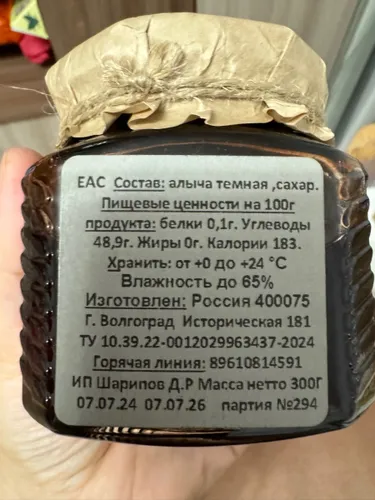 ЕАС Состав: алыча темная ,сахар.
Пищевые ценности на 100г
продукта: белки 0,1г. Углеводы
48,9г. Жиры 0г. Калории 183.
Хранить: от +0 до +24 °С
Влажность до 65%
Изготовлен: Россия 400075
Г. Волгоград Историческая 181
ТУ 10.39.22-0012029963437-2024
Горячая линия: 89610814591
ИП Шарипов Д.Р Масса нетто 300Г
07.07.24 07.07.26 партия №294